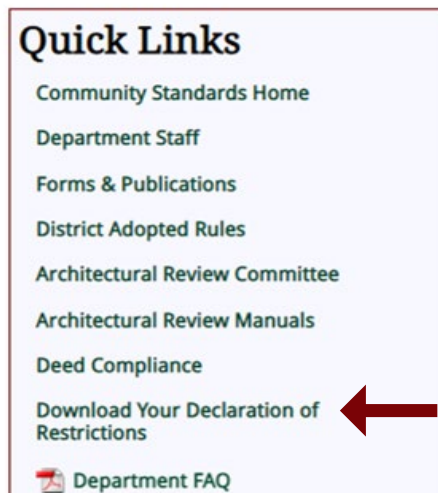 Quick Links
Community Standards Home
Department Staff
Forms & Publications
District Adopted Rules
Architectural Review Committee
Architectural Review Manuals
Deed Compliance
Download Your Declaration of
Restrictions
Department FAQ